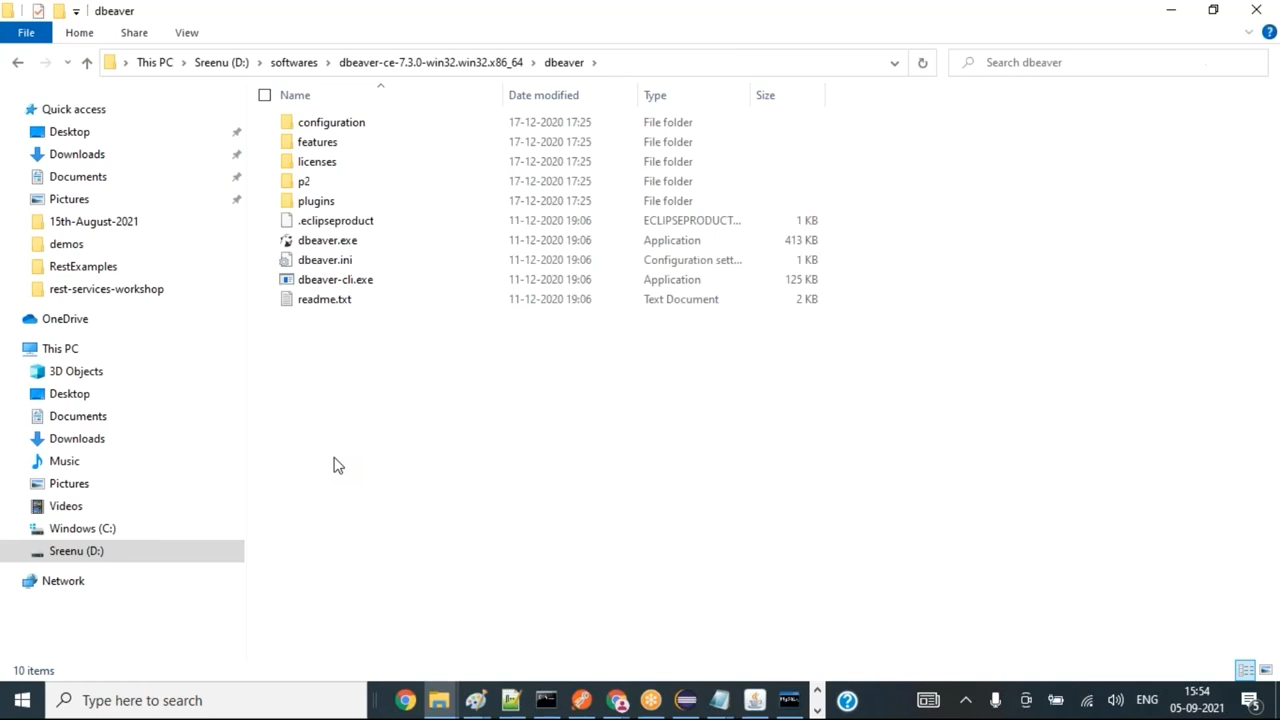 dbeaver
File Home Share View
This PC Sreenu (D:) softwares dbeaver-ce-7.3.0-win32.win32.x86_64 dbeaver Search dbeaver
Name Date modified Type Size
Quick access
Desktop
Downloads
Documents
Pictures
15th-August-2021
demos
RestExamples
rest-services-workshop
OneDrive
This PC
3D Objects
Desktop
Documents
Downloads
Music
Pictures
Videos
Windows (C:)
Sreenu (D:)
Network
configuration 17-12-2020 17:25 File folder
features 17-12-2020 17:25 File folder
licenses 17-12-2020 17:25 File folder
p2 17-12-2020 17:25 File folder
plugins 17-12-2020 17:25 File folder
.eclipseproduct 11-12-2020 19:06 ECLIPSEPRODUCT... 1 KB
dbeaver.exe 11-12-2020 19:06 Application 413 KB
dbeaver.ini 11-12-2020 19:06 Configuration sett... 1 KB
dbeaver-cli.exe 11-12-2020 19:06 Application 125 KB
readme.txt 11-12-2020 19:06 Text Document 2 KB
10 items
Type here to search
ENG
15:54
05-09-2021
5